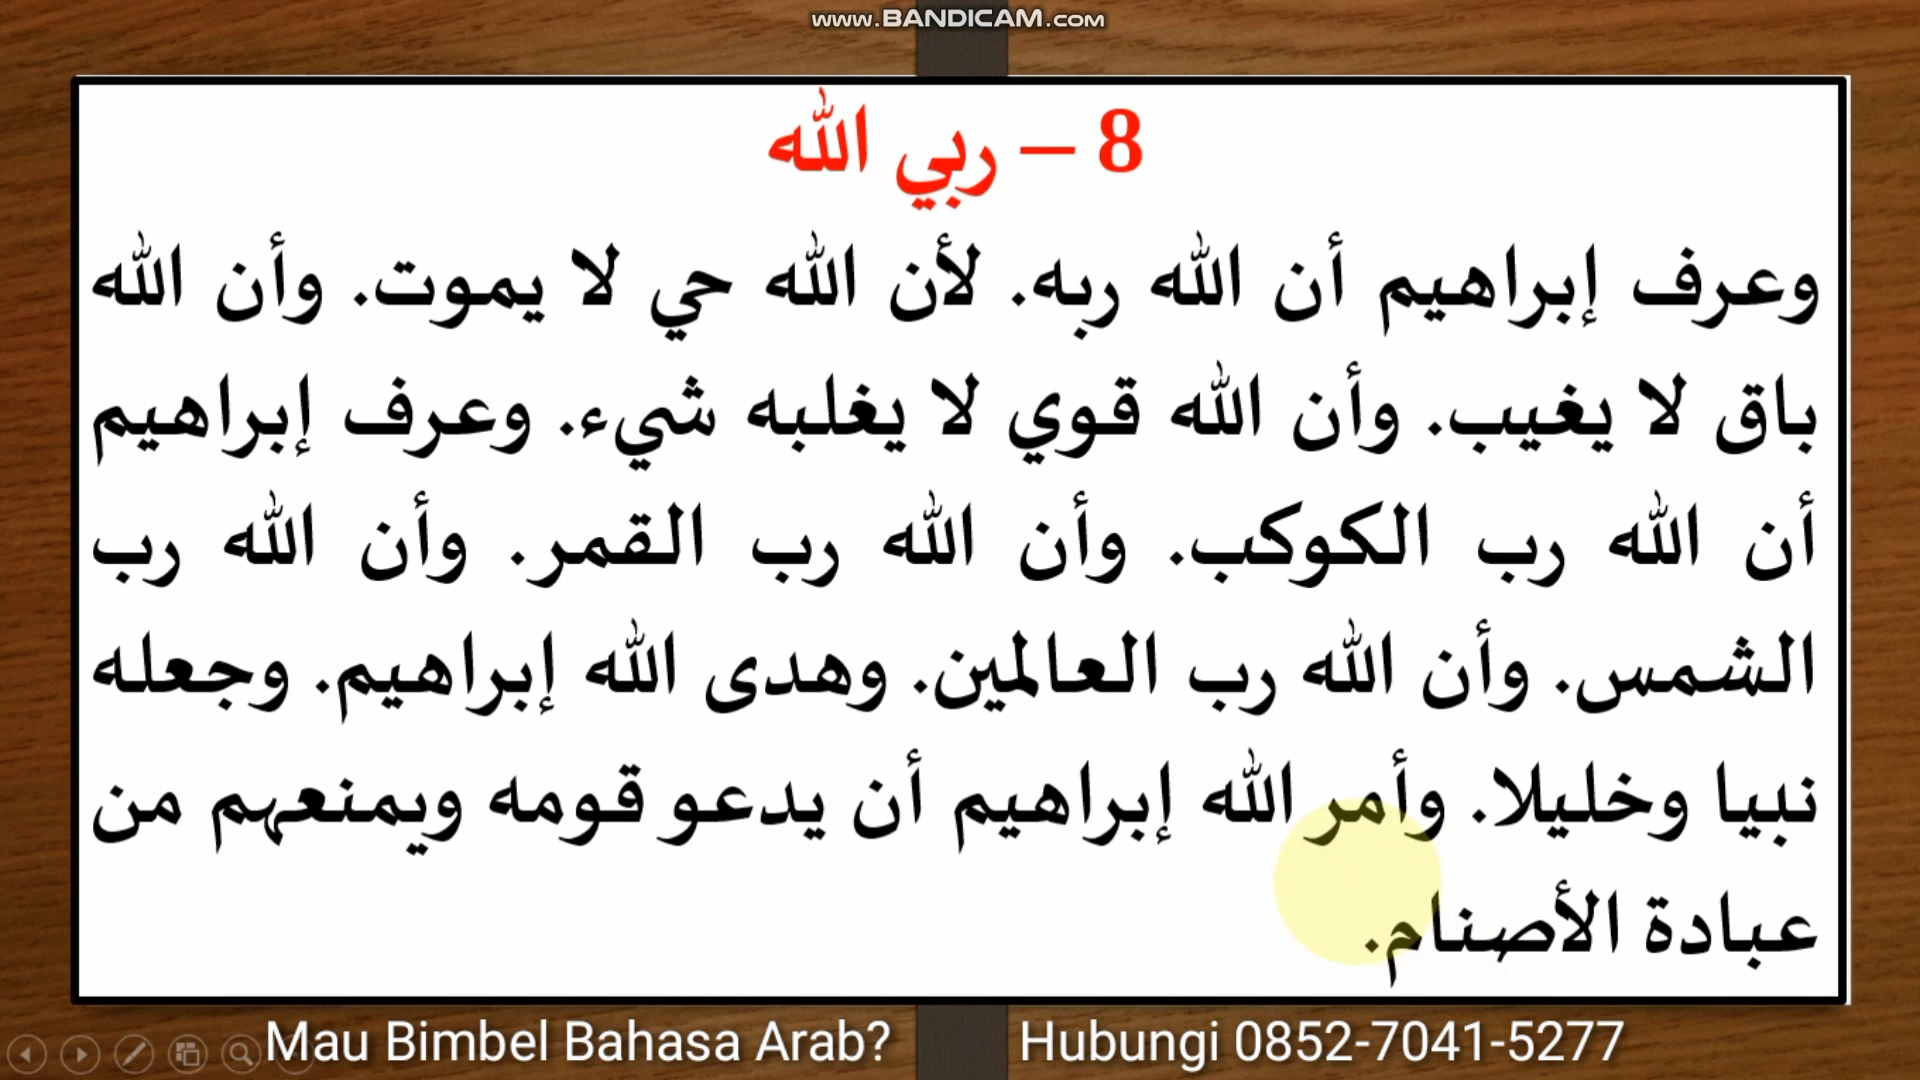 www.BANDICAM.com
8 – ربي الله
وعرف إبراهيم أن الله ربه. لأن الله حي لا يموت. وأن الله
باق لا يغيب. وأن الله قوي لا يغلبه شيء. وعرف إبراهيم
أن الله رب الكوكب. وأن الله رب القمر. وأن الله رب
الشمس. وأن الله رب العالمين. وهدى الله إبراهيم. وجعله
نبيا وخليلا. وأمر الله إبراهيم أن يدعو قومه ويمنعهم من
عبادة الأصنام.
Mau Bimbel Bahasa Arab? Hubungi 0852-7041-5277